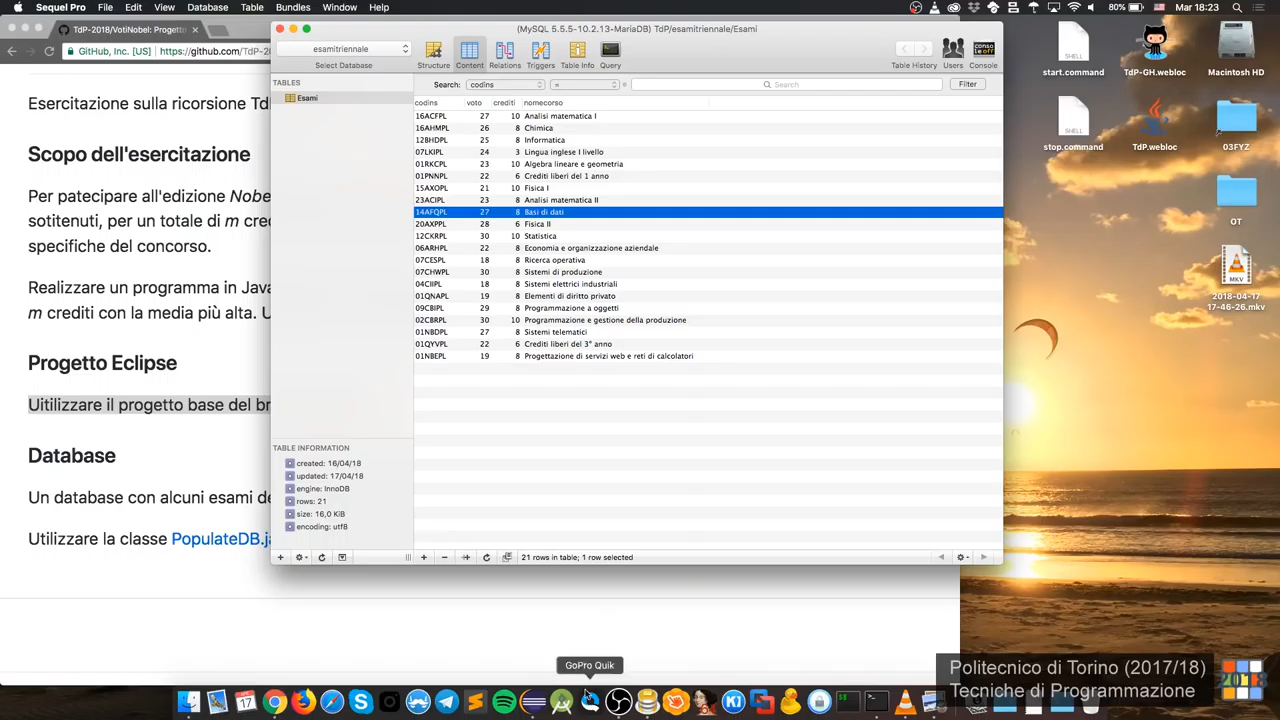 Sequel Pro File Edit View Database Table Bundles Window Help
80% Mar 18:23
TdP-2018/VotiNobel: Progetto
GitHub, Inc. [US] https://github.com/TdP-2
Esercitazione sulla ricorsione Td
Scopo dell'esercitazione
Per patecipare all'edizione Nobe
sotitenuti, per un totale di m cred
specifiche del concorso.
Realizzare un programma in Java
m crediti con la media più alta. U
Progetto Eclipse
Uitilizzare il progetto base del br
Database
Un database con alcuni esami de
Utilizzare la classe PopulateDB.ja
(MySQL 5.5.5-10.2.13-MariaDB) TdP/esamitriennale/Esami
esamitriennale
Select Database Structure Content Relations Triggers Table Info Query Table History Users Console
conso
off
TABLES
Esami
Search: codins = Search Filter
codins voto crediti nomecorso
16ACFPL 27 10 Analisi matematica I
16AHMPL 26 8 Chimica
12BHDPL 25 8 Informatica
07LKIPL 24 3 Lingua inglese I livello
01RKCPL 23 10 Algebra lineare e geometria
01PNNPL 22 6 Crediti liberi del 1 anno
15AXOPL 21 10 Fisica I
23ACIPL 23 8 Analisi matematica II
14AFQPL 27 8 Basi di dati
20AXPPL 28 6 Fisica II
12CKRPL 30 10 Statistica
06ARHPL 22 8 Economia e organizzazione aziendale
07CESPL 18 8 Ricerca operativa
07CHWPL 30 8 Sistemi di produzione
04CIIPL 18 8 Sistemi elettrici industriali
01QNAPL 19 8 Elementi di diritto privato
09CBIPL 29 8 Programmazione a oggetti
02CBRPL 30 10 Programmazione e gestione della produzione
01NBDPL 27 8 Sistemi telematici
01QYVPL 22 6 Crediti liberi del 3° anno
01NBEPL 19 8 Progettazione di servizi web e reti di calcolatori
TABLE INFORMATION
created: 16/04/18
updated: 17/04/18
engine: InnoDB
rows: 21
size: 16,0 KiB
encoding: utf8
21 rows in table; 1 row selected
SHELL
start.command
TdP-GH.webloc
Macintosh HD
SHELL
stop.command
TdP.webloc
03FYZ
OT
MKV
2018-04-17
17-46-26.mkv
GoPro Quik
17
Politecnico di Torino (2017/18)
Tecniche di Programmazione
2018